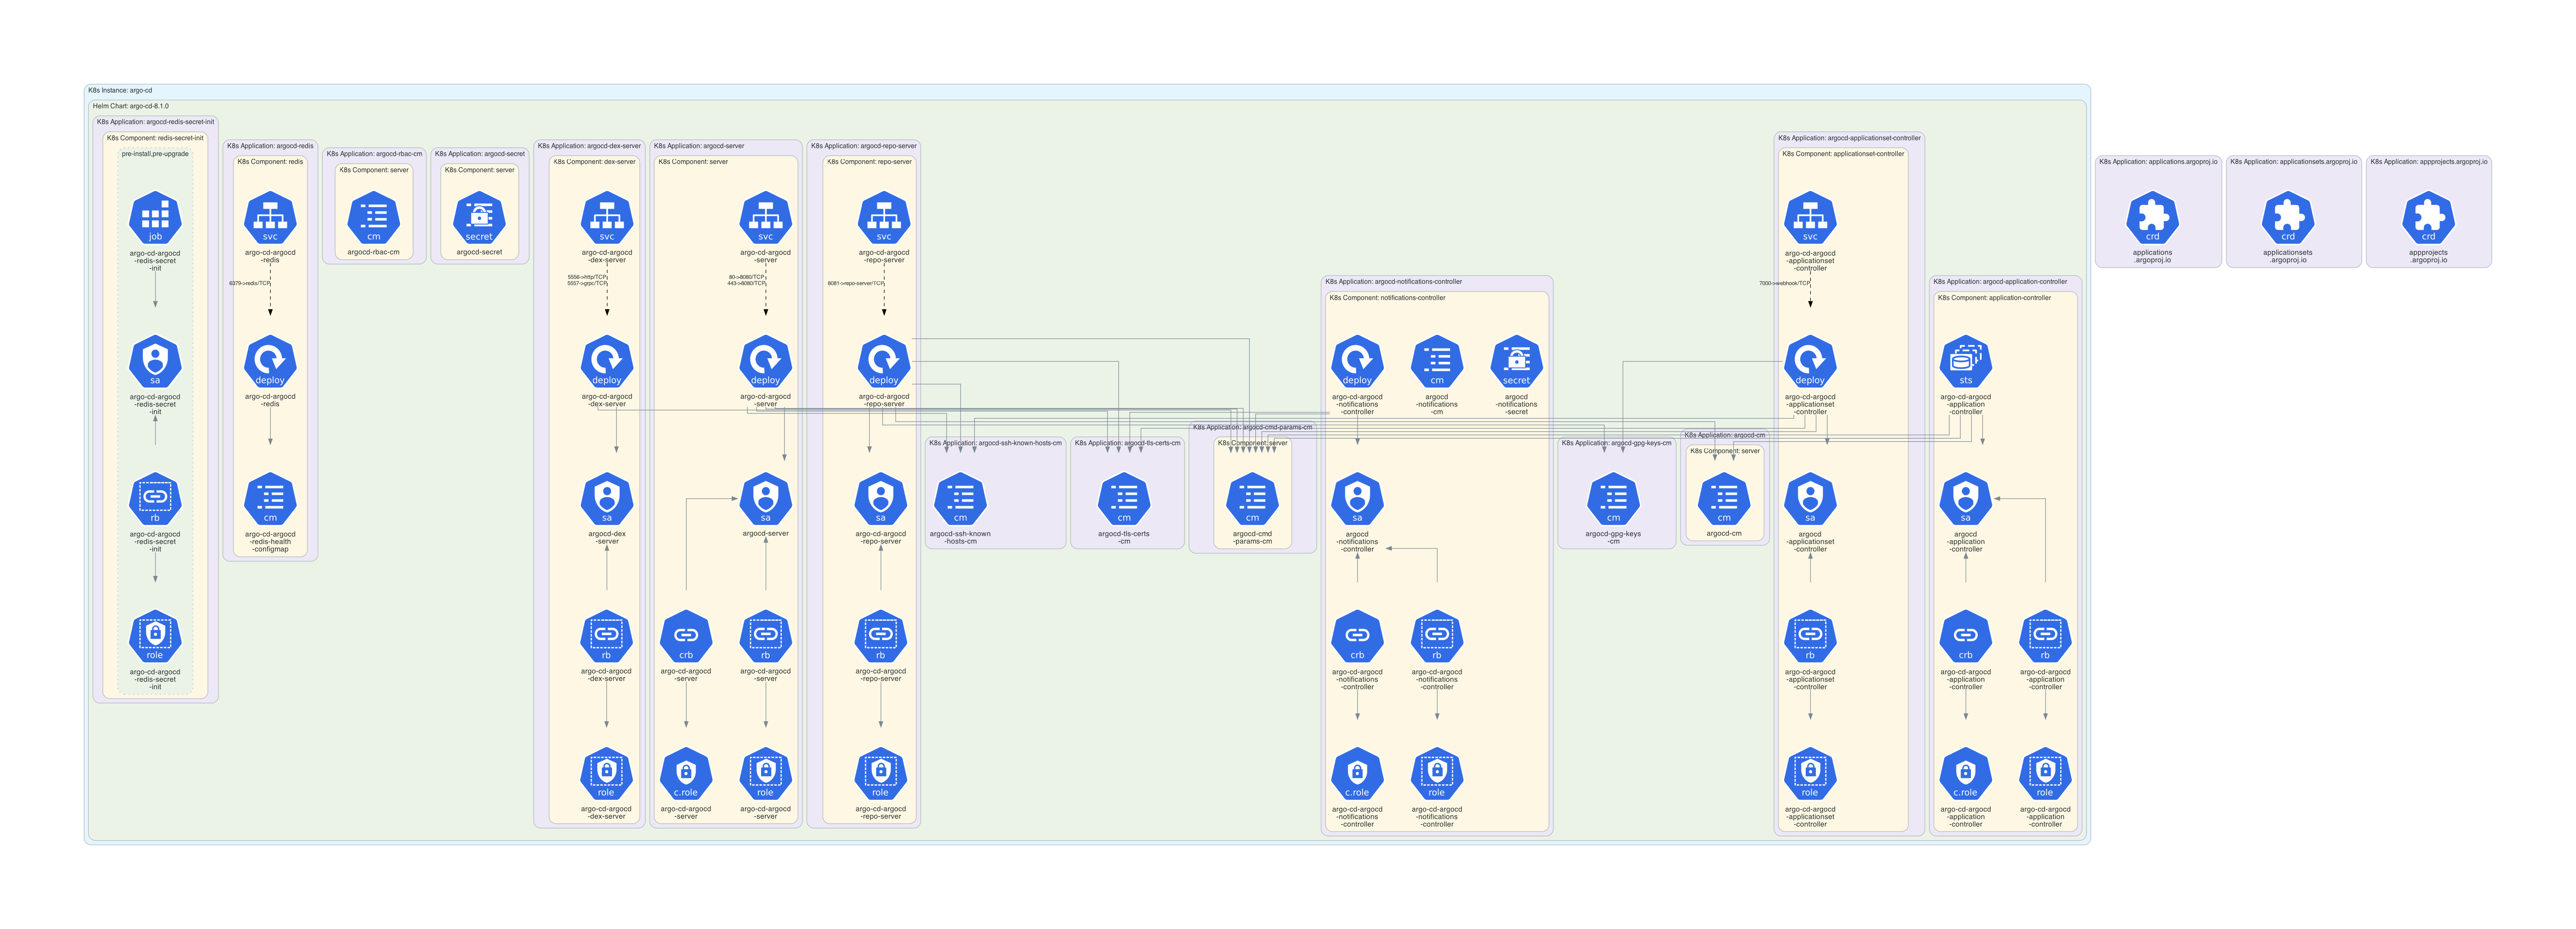 K8s Instance: argo-cd
Helm Chart: argo-cd-8.1.0
K8s Application: argocd-redis-secret-init
K8s Component: redis-secret-init
pre-install,pre-upgrade
job
argo-cd-argocd
-redis-secret
-init
sa
argo-cd-argocd
-redis-secret
-init
rb
argo-cd-argocd
-redis-secret
-init
role
argo-cd-argocd
-redis-secret
-init
K8s Application: argocd-redis
K8s Component: redis
svc
argo-cd-argocd
-redis
6379->redis/TCP
deploy
argo-cd-argocd
-redis
cm
argo-cd-argocd
-redis-health
-configmap
K8s Application: argocd-rbac-cm
K8s Component: server
cm
argocd-rbac-cm
K8s Application: argocd-secret
K8s Component: server
secret
argocd-secret
K8s Application: argocd-dex-server
K8s Component: dex-server
svc
argo-cd-argocd
-dex-server
5556->http/TCP
5557->grpc/TCP
deploy
argo-cd-argocd
-dex-server
sa
argocd-dex
-server
rb
argo-cd-argocd
-dex-server
role
argo-cd-argocd
-dex-server
K8s Application: argocd-server
K8s Component: server
svc
argo-cd-argocd
-server
80->8080/TCP
443->8080/TCP
deploy
argo-cd-argocd
-server
sa
argocd-server
crb
argo-cd-argocd
-server
rb
argo-cd-argocd
-server
c.role
argo-cd-argocd
-server
role
argo-cd-argocd
-server
K8s Application: argocd-repo-server
K8s Component: repo-server
svc
argo-cd-argocd
-repo-server
8081->repo-server/TCP
deploy
argo-cd-argocd
-repo-server
sa
argo-cd-argocd
-repo-server
rb
argo-cd-argocd
-repo-server
role
argo-cd-argocd
-repo-server
K8s Application: argocd-ssh-known-hosts-cm
cm
argocd-ssh-known
-hosts-cm
K8s Application: argocd-tls-certs-cm
cm
argocd-tls-certs
-cm
K8s Application: argocd-cmd-params-cm
K8s Component: server
cm
argocd-cmd
-params-cm
K8s Application: argocd-notifications-controller
K8s Component: notifications-controller
deploy
argo-cd-argocd
-notifications
-controller
cm
argocd
-notifications
-cm
secret
argocd
-notifications
-secret
sa
argocd
-notifications
-controller
crb
argo-cd-argocd
-notifications
-controller
rb
argo-cd-argocd
-notifications
-controller
c.role
argo-cd-argocd
-notifications
-controller
role
argo-cd-argocd
-notifications
-controller
K8s Application: argocd-gpg-keys-cm
cm
argocd-gpg-keys
-cm
K8s Application: argocd-cm
K8s Component: server
cm
argocd-cm
K8s Application: argocd-applicationset-controller
K8s Component: applicationset-controller
svc
argo-cd-argocd
-applicationset
-controller
7000->webhook/TCP
deploy
argo-cd-argocd
-applicationset
-controller
sa
argocd
-applicationset
-controller
rb
argo-cd-argocd
-applicationset
-controller
role
argo-cd-argocd
-applicationset
-controller
K8s Application: argocd-application-controller
K8s Component: application-controller
sts
argo-cd-argocd
-application
-controller
sa
argocd
-application
-controller
crb
argo-cd-argocd
-application
-controller
rb
argo-cd-argocd
-application
-controller
c.role
argo-cd-argocd
-application
-controller
role
argo-cd-argocd
-application
-controller
K8s Application: applications.argoproj.io
crd
applications
.argoproj.io
K8s Application: applicationsets.argoproj.io
crd
applicationsets
.argoproj.io
K8s Application: appprojects.argoproj.io
crd
appprojects
.argoproj.io